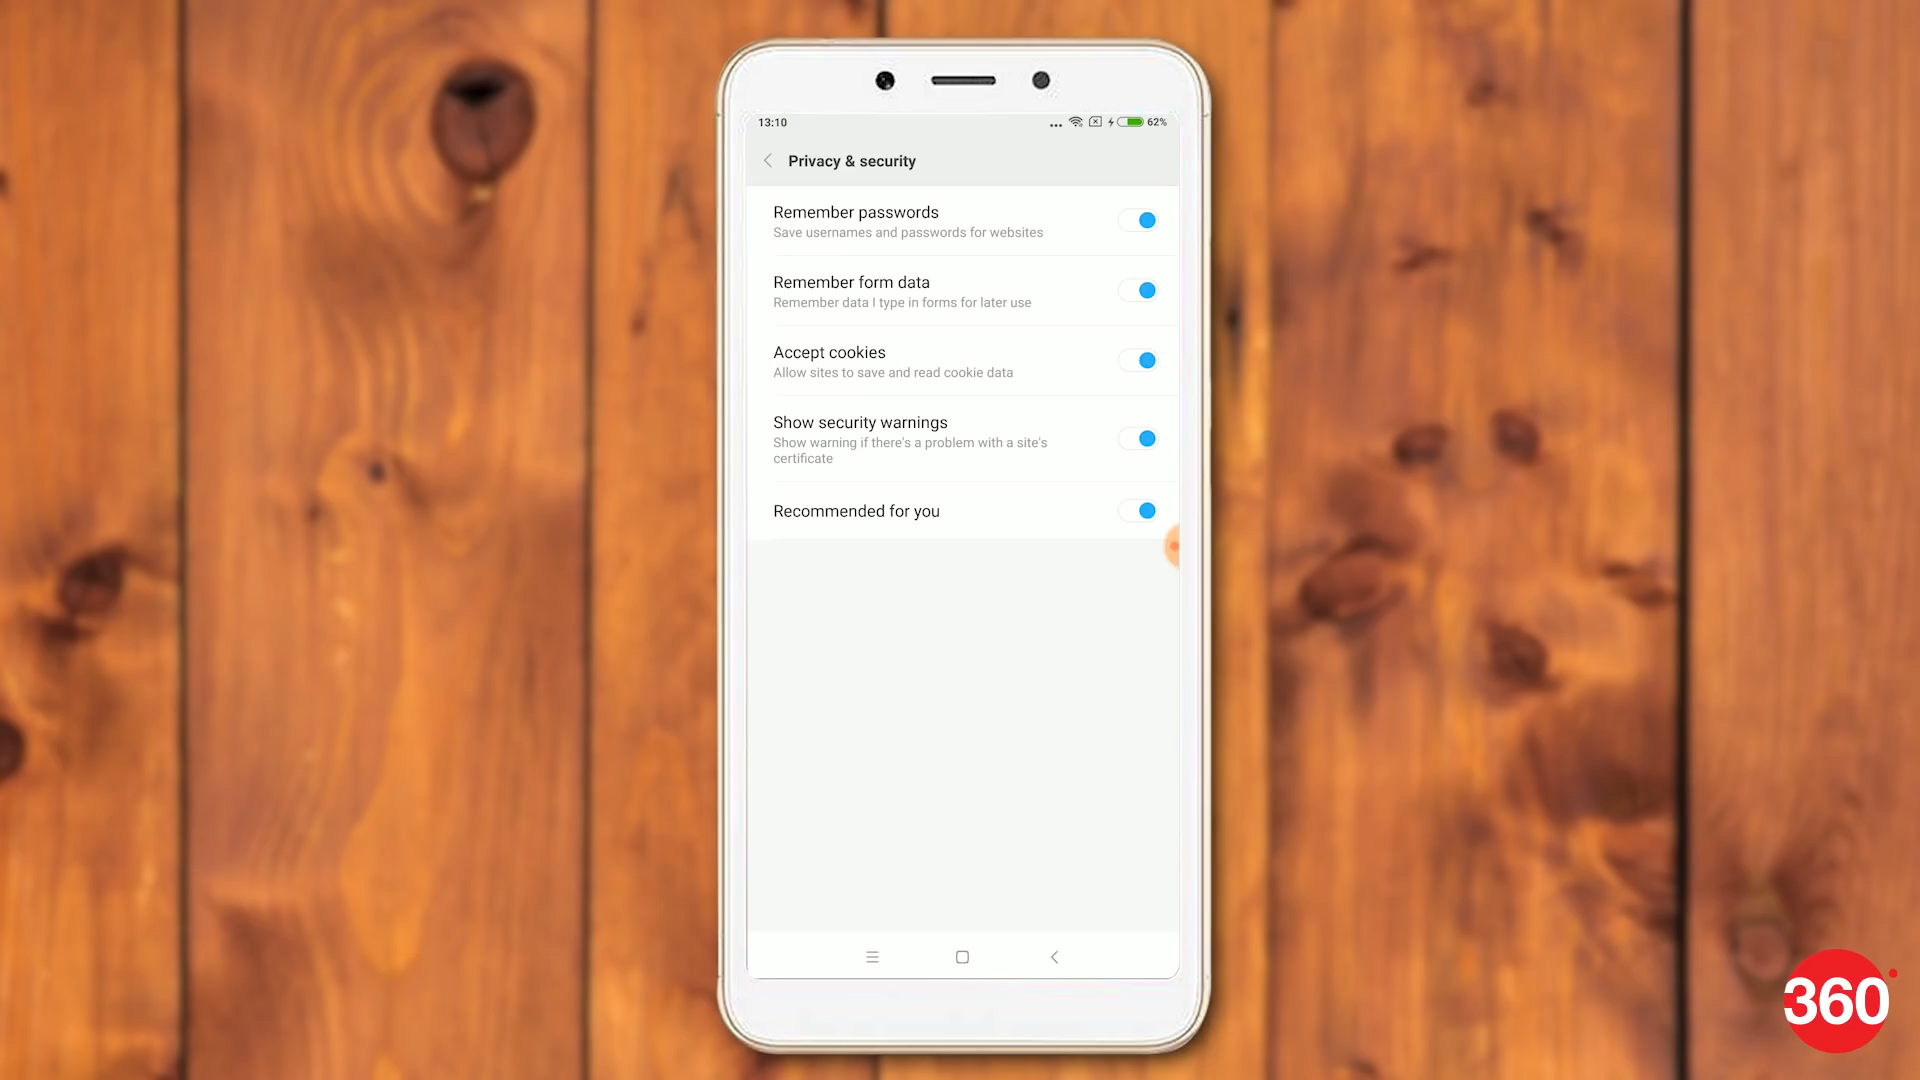 13:10
62%
Privacy & security
Remember passwords
Save usernames and passwords for websites
Remember form data
Remember data I type in forms for later use
Accept cookies
Allow sites to save and read cookie data
Show security warnings
Show warning if there's a problem with a site's
certificate
Recommended for you
360